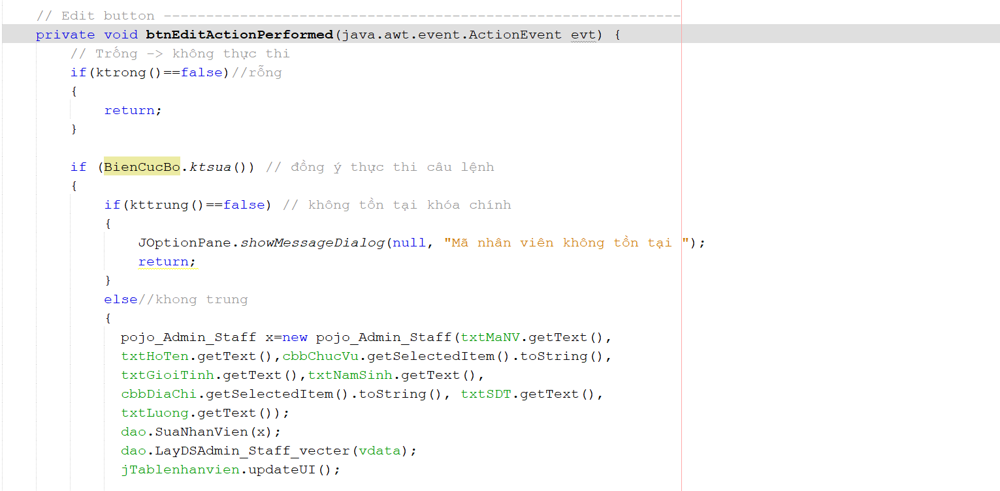 // Edit button -------------------------------------------------------------
private void btnEditActionPerformed(java.awt.event.ActionEvent evt) {
// Trống -> không thực thi
if(ktrong()==false)//rỗng
{
return;
}
if (BienCucBo.ktsua()) // đồng ý thực thi câu lệnh
{
if(kttrung()==false) // không tồn tại khóa chính
{
JOptionPane.showMessageDialog(null, "Mã nhân viên không tồn tại ");
return;
}
else//khong trung
{
pojo_Admin_Staff x=new pojo_Admin_Staff(txtMaNV.getText(),
txtHoTen.getText(),cbbChucVu.getSelectedItem().toString(),
txtGioiTinh.getText(),txtNamSinh.getText(),
cbbDiaChi.getSelectedItem().toString(), txtSDT.getText(),
txtLuong.getText());
dao.SuaNhanVien(x);
dao.LayDSAdmin_Staff_vecter(vdata);
jTablenhanvien.updateUI();